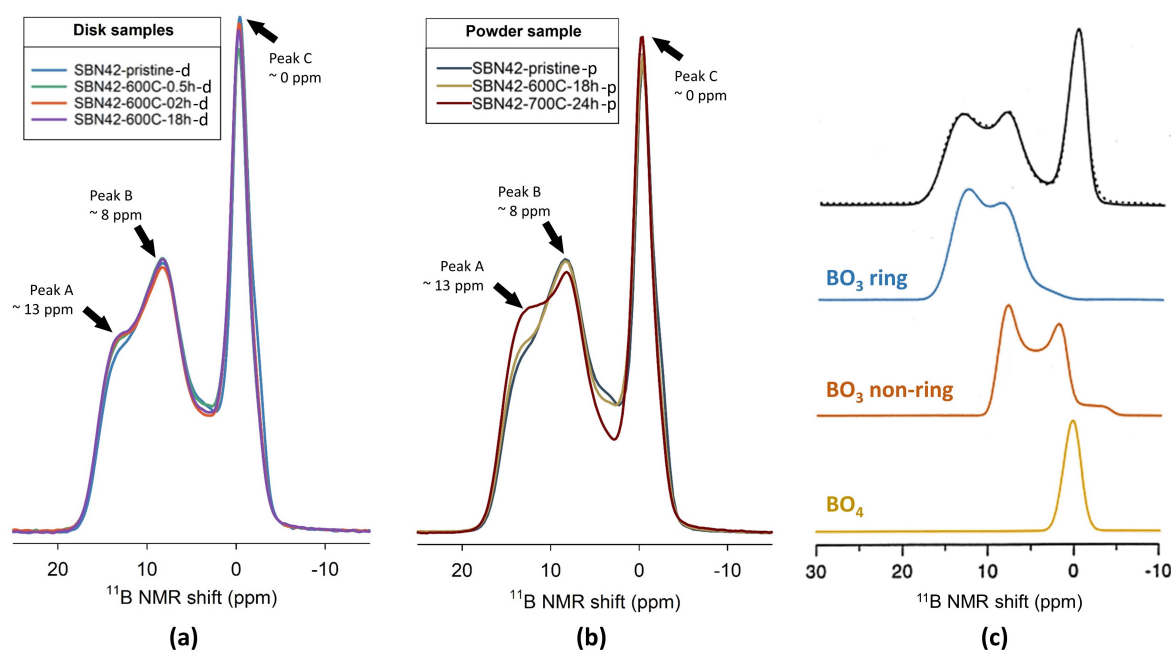 Disk samples
SBN42-pristine-d
SBN42-600C-0.5h-d
SBN42-600C-02h-d
SBN42-600C-18h-d
Peak C
~ 0 ppm
Peak B
~ 8 ppm
Peak A
~ 13 ppm
20
10
0
-10
¹¹B NMR shift (ppm)
(a)
Powder sample
SBN42-pristine-p
SBN42-600C-18h-p
SBN42-700C-24h-p
Peak C
~ 0 ppm
Peak B
~ 8 ppm
Peak A
~ 13 ppm
20
10
0
-10
¹¹B NMR shift (ppm)
(b)
BO₃ ring
BO₃ non-ring
BO₄
30
20
10
0
-10
¹¹B NMR shift (ppm)
(c)